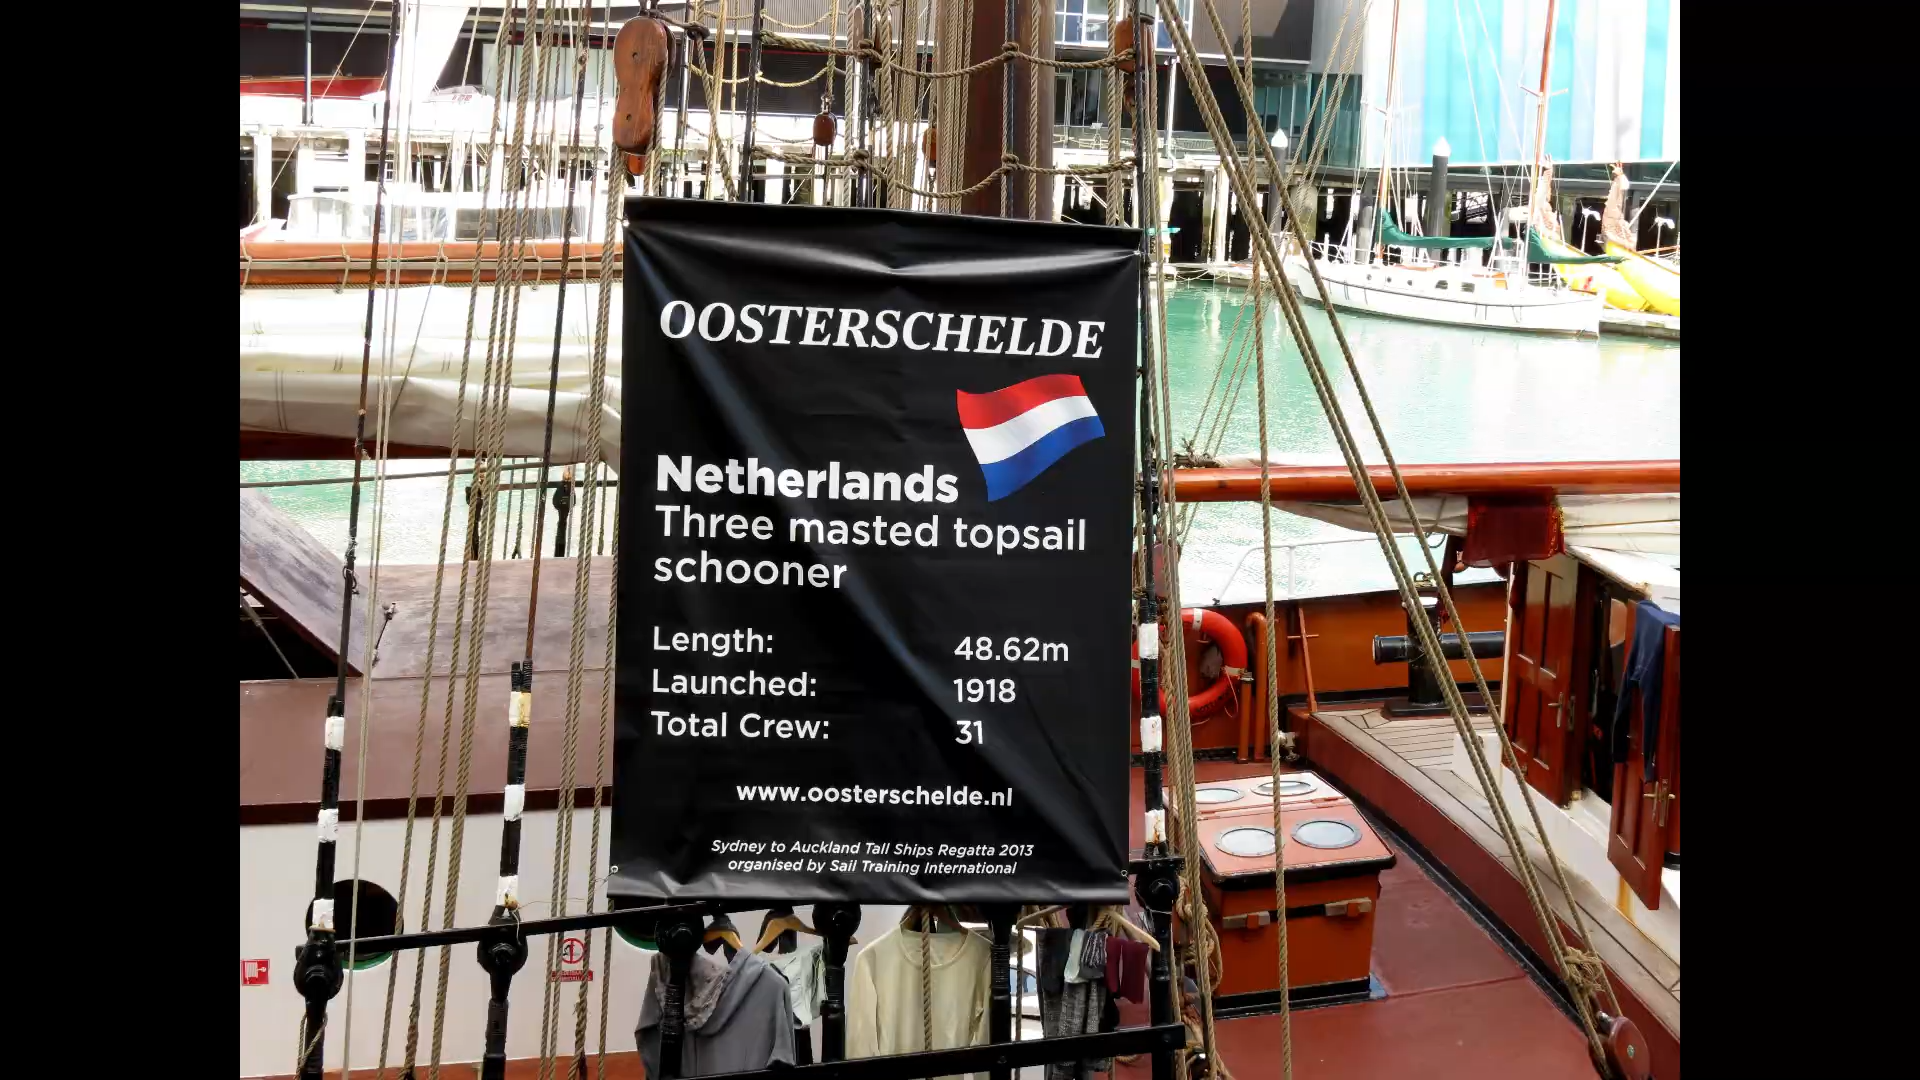 OOSTERSCHELDE
Netherlands
Three masted topsail
schooner
Length: 48.62m
Launched: 1918
Total Crew: 31
www.oosterschelde.nl
Sydney to Auckland Tall Ships Regatta 2013
organised by Sail Training International